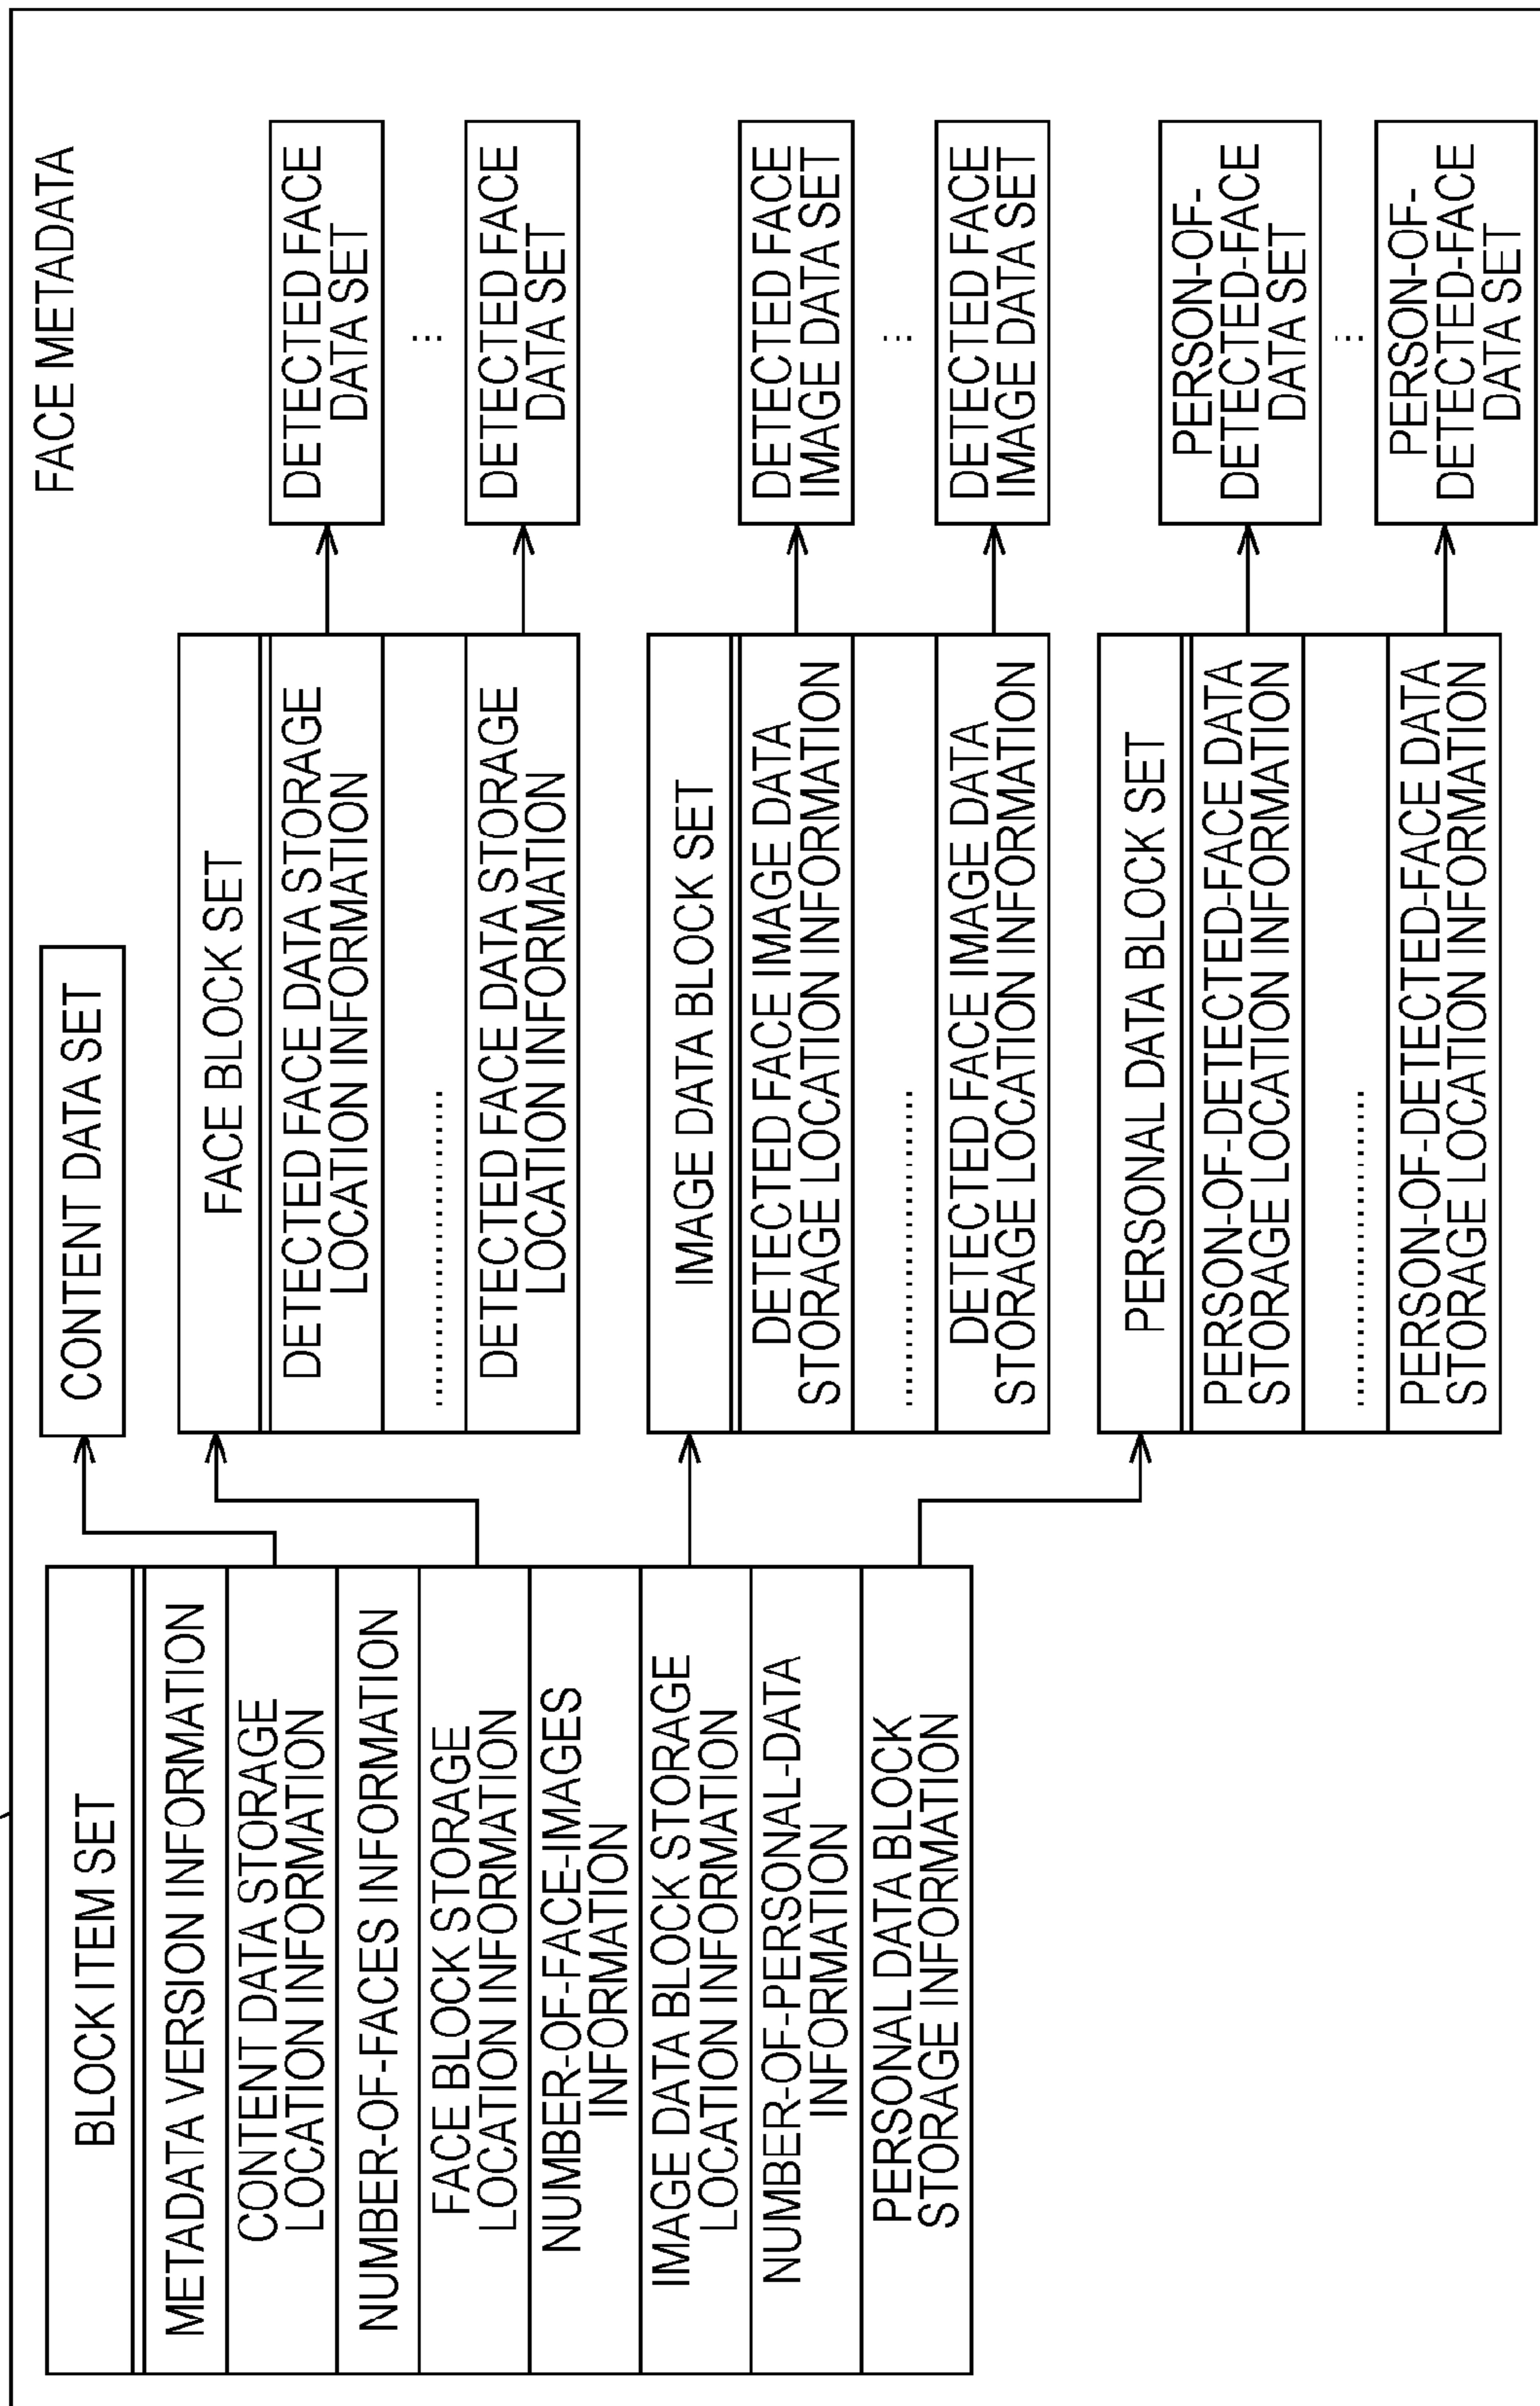 FACE METADATA
BLOCK ITEM SET
METADATA VERSION INFORMATION
CONTENT DATA STORAGE
LOCATION INFORMATION
NUMBER-OF-FACES INFORMATION
FACE BLOCK STORAGE
LOCATION INFORMATION
NUMBER-OF-FACE-IMAGES
INFORMATION
IMAGE DATA BLOCK STORAGE
LOCATION INFORMATION
NUMBER-OF-PERSONAL-DATA
INFORMATION
PERSONAL DATA BLOCK
STORAGE INFORMATION
CONTENT DATA SET
FACE BLOCK SET
DETECTED FACE DATA STORAGE
LOCATION INFORMATION
...........................
DETECTED FACE DATA STORAGE
LOCATION INFORMATION
IMAGE DATA BLOCK SET
DETECTED FACE IMAGE DATA
STORAGE LOCATION INFORMATION
...........................
DETECTED FACE IMAGE DATA
STORAGE LOCATION INFORMATION
PERSONAL DATA BLOCK SET
PERSON-OF-DETECTED-FACE DATA
STORAGE LOCATION INFORMATION
...........................
PERSON-OF-DETECTED-FACE DATA
STORAGE LOCATION INFORMATION
DETECTED FACE
DATA SET
...
DETECTED FACE
DATA SET
DETECTED FACE
IMAGE DATA SET
...
DETECTED FACE
IMAGE DATA SET
PERSON-OF-
DETECTED-FACE
DATA SET
...
PERSON-OF-
DETECTED-FACE
DATA SET